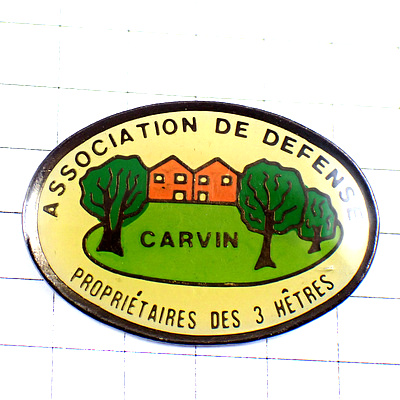 ASSOCIATION DE DEFENSE
CARVIN
PROPRIÉTAIRES DES 3 HÊTRES